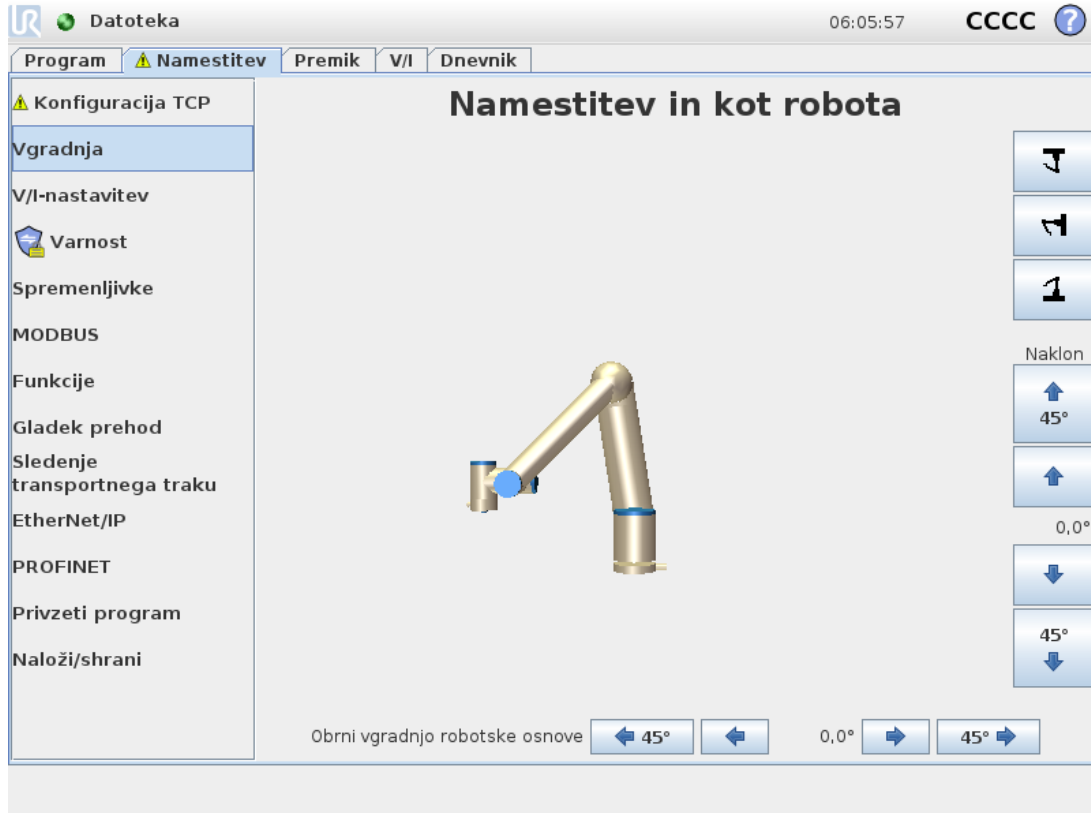 UR Datoteka 06:05:57 CCCC ?
Program Namestitev Premik V/I Dnevnik
Konfiguracija TCP
Vgradnja
V/I-nastavitev
Varnost
Spremenljivke
MODBUS
Funkcije
Gladek prehod
Sledenje
transportnega traku
EtherNet/IP
PROFINET
Privzeti program
Naloži/shrani
Namestitev in kot robota
Naklon
45°
0,0°
45°
Obrni vgradnjo robotske osnove 45° 0,0° 45°